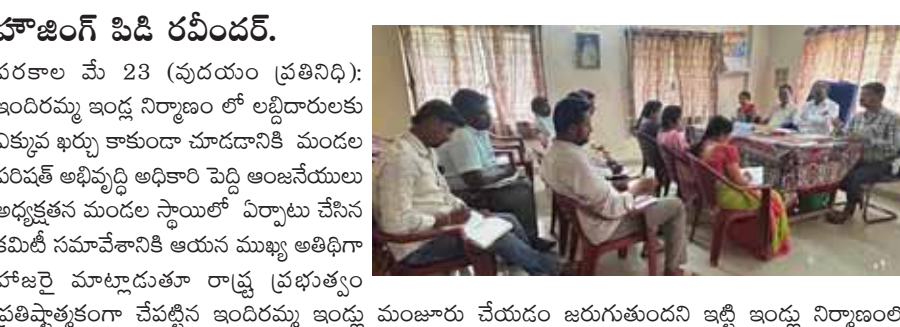 హౌజింగ్ పిడి రవీందర్.
పరకాల మే 23 (వుదయం ప్రతినిధి):
ఇందిరమ్మ ఇండ్ల నిర్మాణం లో లబ్దిదారులకు
ఎక్కువ ఖర్చు కాకుండా చూడడానికి మండల
పరిషత్ అభివృద్ధి అధికారి పెద్ది ఆంజనేయులు
అధ్యక్షతన మండల స్థాయిలో ఏర్పాటు చేసిన
కమిటీ సమావేశానికి ఆయన ముఖ్య అతిథిగా
హాజరై మాట్లాడుతూ రాష్ట్ర ప్రభుత్వం
ప్రతిష్టాత్మకంగా చేపట్టిన ఇందిరమ్మ ఇండ్లు మంజూరు చేయడం జరుగుతుందని ఇట్టి ఇండ్లు నిర్మాణంలో